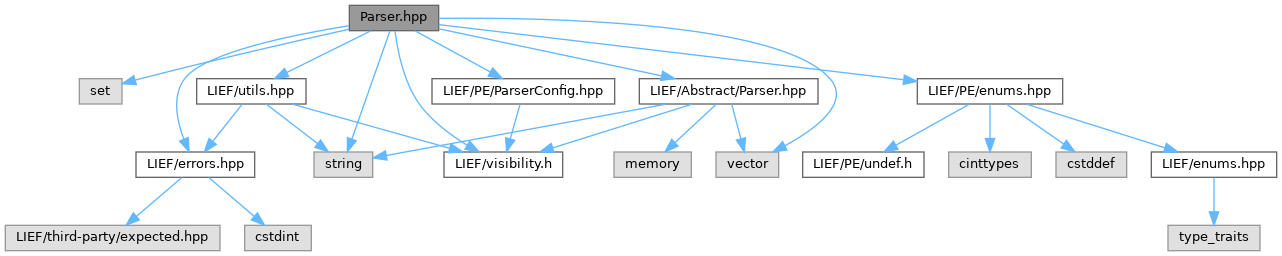 Parser.hpp
set
LIEF/utils.hpp
LIEF/PE/ParserConfig.hpp
LIEF/Abstract/Parser.hpp
LIEF/PE/enums.hpp
LIEF/errors.hpp
string
LIEF/visibility.h
memory
vector
LIEF/PE/undef.h
cinttypes
cstddef
LIEF/enums.hpp
LIEF/third-party/expected.hpp
cstdint
type_traits